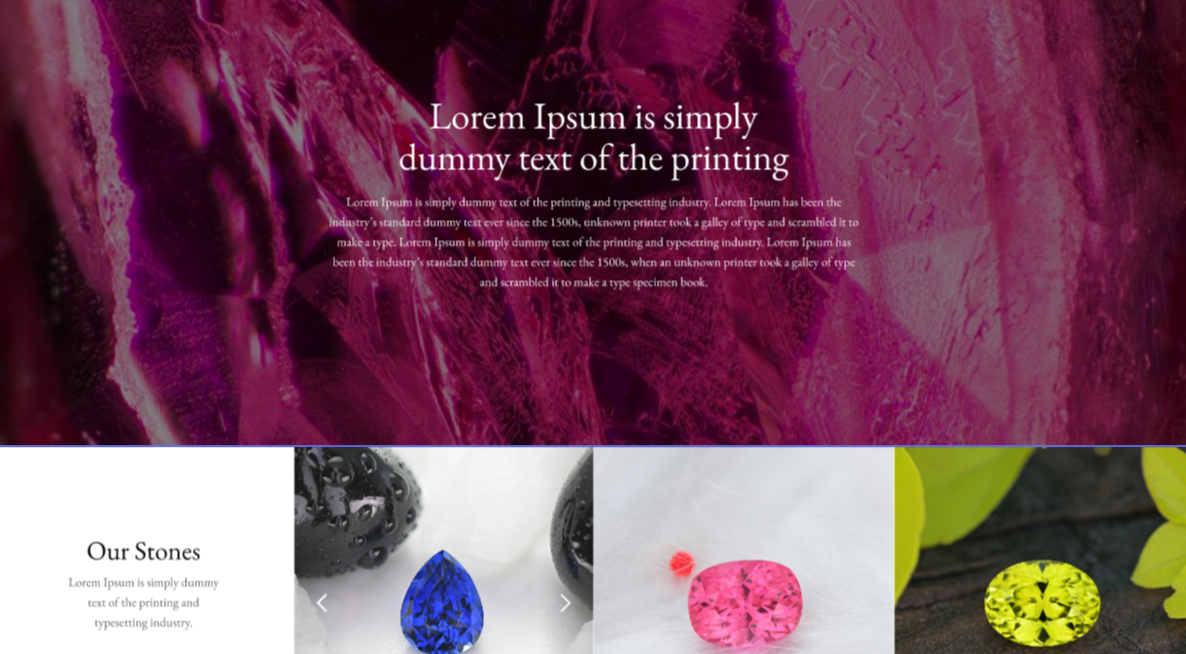 Lorem Ipsum is simply
dummy text of the printing
Lorem Ipsum is simply dummy text of the printing and typesetting industry. Lorem Ipsum has been the
industry's standard dummy text ever since the 1500s, unknown printer took a galley of type and scrambled it to
make a type. Lorem Ipsum is simply dummy text of the printing and typesetting industry. Lorem Ipsum has
been the industry's standard dummy text ever since the 1500s, when an unknown printer took a galley of type
and scrambled it to make a type specimen book.
Our Stones
Lorem Ipsum is simply dummy
text of the printing and
typesetting industry.